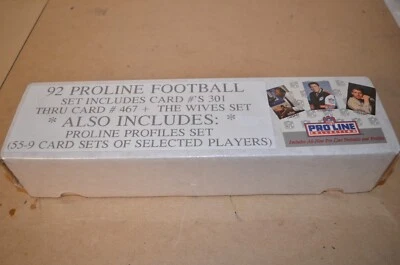 92 PROLINE FOOTBALL
SET INCLUDES CARD #'S 301
THRU CARD # 467 + THE WIVES SET
* ALSO INCLUDES: *
PROLINE PROFILES SET
(55-9 CARD SETS OF SELECTED PLAYERS)
PRO LINE